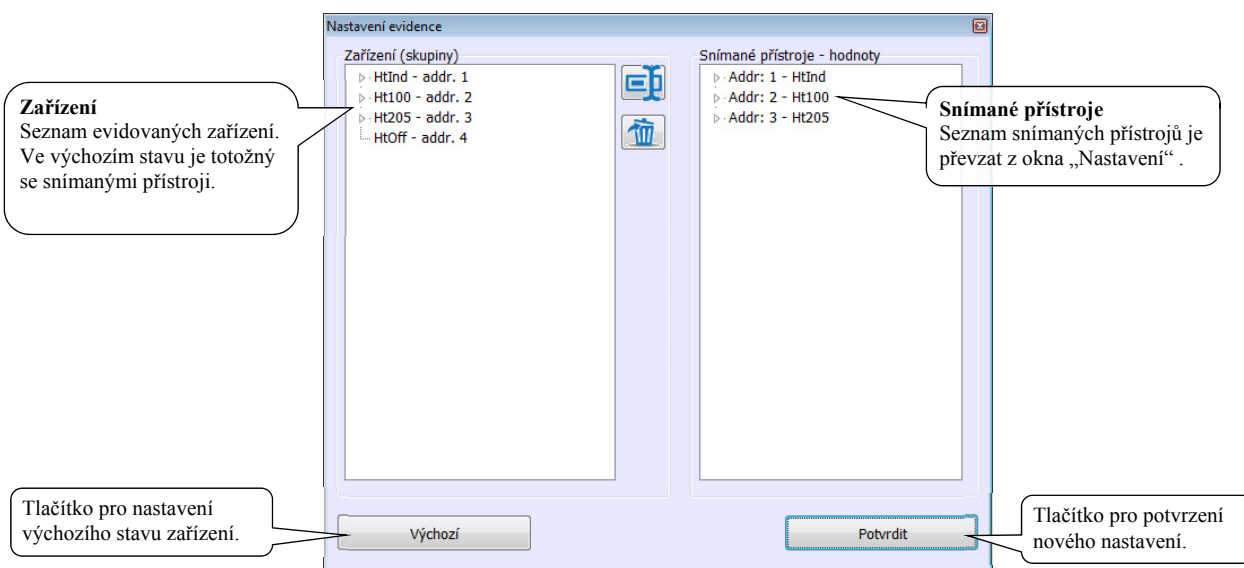 Nastavení evidence
Zařízení (skupiny)
HtInd - addr. 1
Ht100 - addr. 2
Ht205 - addr. 3
HtOff - addr. 4
Snímané přístroje - hodnoty
Addr: 1 - HtInd
Addr: 2 - Ht100
Addr: 3 - Ht205
Zařízení
Seznam evidovaných zařízení.
Ve výchozím stavu je totožný
se snímanými přístroji.
Snímané přístroje
Seznam snímaných přístrojů je
převzat z okna „Nastavení“ .
Tlačítko pro nastavení
výchozího stavu zařízení.
Výchozí
Potvrdit
Tlačítko pro potvrzení
nového nastavení.